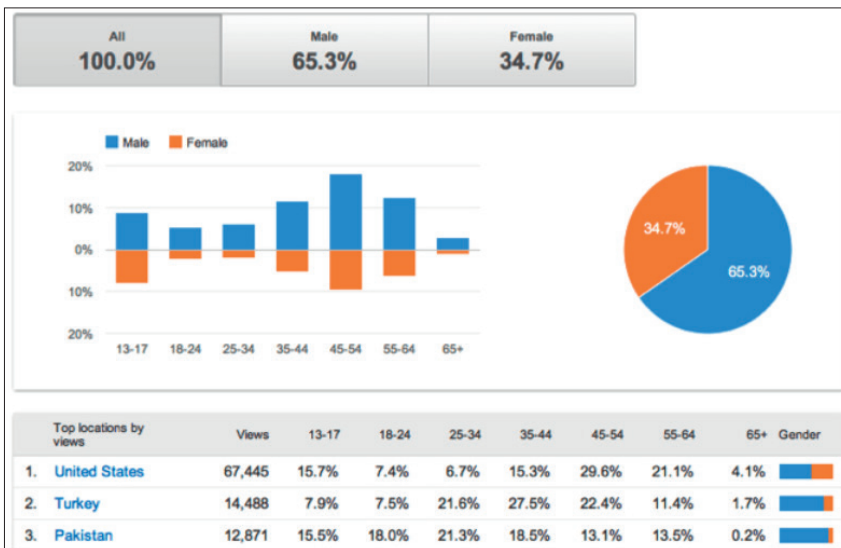 All Male Female
100.0% 65.3% 34.7%
Male Female
20%
10%
0%
10%
20%
13-17 18-24 25-34 35-44 45-54 55-64 65+
34.7%
65.3%
Top locations by views Views 13-17 18-24 25-34 35-44 45-54 55-64 65+ Gender
1. United States 67,445 15.7% 7.4% 6.7% 15.3% 29.6% 21.1% 4.1%
2. Turkey 14,488 7.9% 7.5% 21.6% 27.5% 22.4% 11.4% 1.7%
3. Pakistan 12,871 15.5% 18.0% 21.3% 18.5% 13.1% 13.5% 0.2%